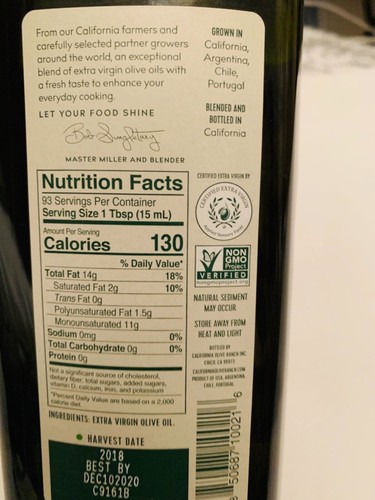 From our California farmers and
carefully selected partner growers
around the world, an exceptional
blend of extra virgin olive oils with
a fresh taste to enhance your
everyday cooking.
LET YOUR FOOD SHINE
MASTER MILLER AND BLENDER
GROWN IN
California,
Argentina,
Chile,
Portugal
BLENDED AND
BOTTLED IN
California
Nutrition Facts
93 Servings Per Container
Serving Size 1 Tbsp (15 mL)
Amount Per Serving
Calories 130
% Daily Value*
Total Fat 14g 18%
Saturated Fat 2g 10%
Trans Fat 0g
Polyunsaturated Fat 1.5g
Monounsaturated 11g
Sodium 0mg 0%
Total Carbohydrate 0g 0%
Protein 0g
Not a significant source of cholesterol,
dietary fiber, total sugars, added sugars,
vitamin D, calcium, iron, and potassium
*Percent Daily Value are based on a 2,000
calorie diet.
INGREDIENTS: EXTRA VIRGIN OLIVE OIL.
HARVEST DATE
2018
BEST BY
DEC102020
C9161B
CERTIFIED EXTRA VIRGIN BY
CERTIFIED EXTRA VIRGIN
NON
GMO
Project
VERIFIED
nongmoproject.org
NATURAL SEDIMENT
MAY OCCUR
STORE AWAY FROM
HEAT AND LIGHT
BOTTLED BY
CALIFORNIA OLIVE RANCH INC.
CHICO, CA 95973
CALIFORNIAOLIVERANCH.COM
PRODUCT OF USA, ARGENTINA,
CHILE, PORTUGAL
50687 10021 6